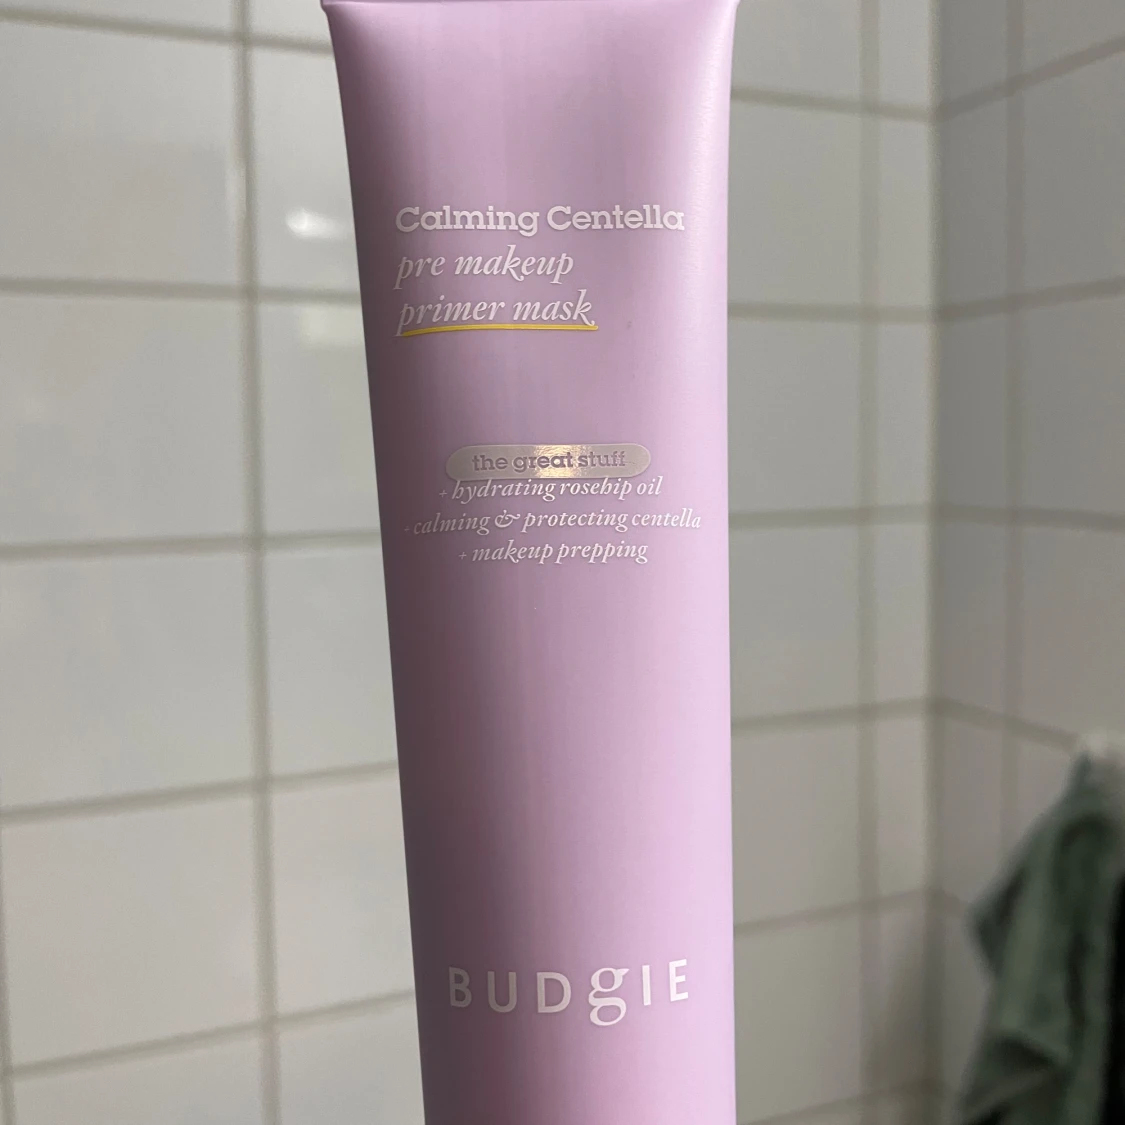 Calming Centella
pre makeup
primer mask
the great stuff
+ hydrating rosehip oil
+ calming & protecting centella
+ makeup prepping
BUDgIE